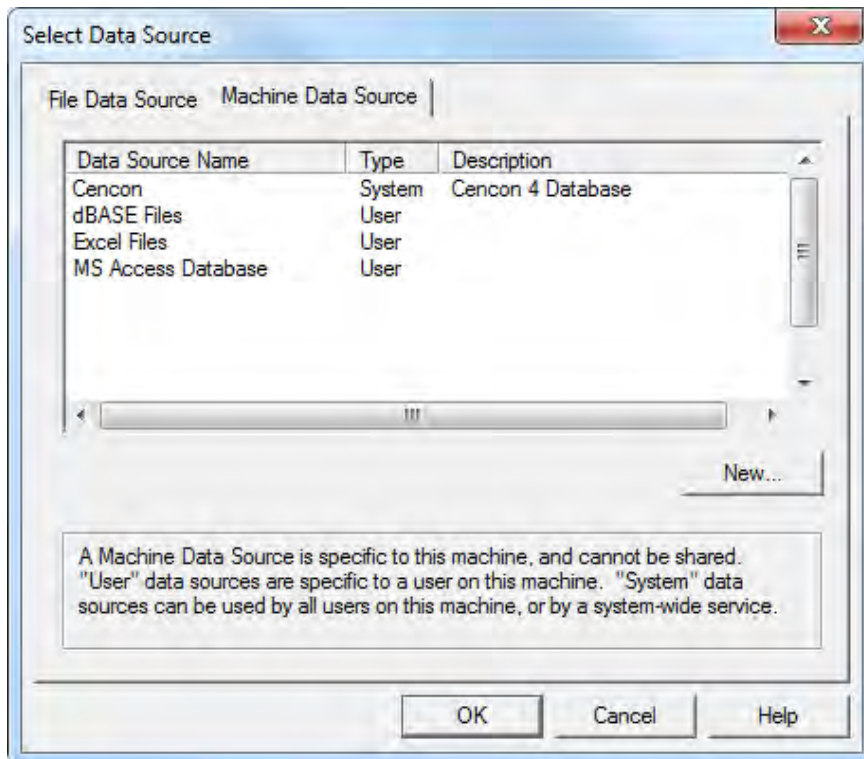 Select Data Source
File Data Source Machine Data Source
Data Source Name Type Description
Cencon System Cencon 4 Database
dBASE Files User
Excel Files User
MS Access Database User
New...
A Machine Data Source is specific to this machine, and cannot be shared.
"User" data sources are specific to a user on this machine. "System" data
sources can be used by all users on this machine, or by a system-wide service.
OK Cancel Help